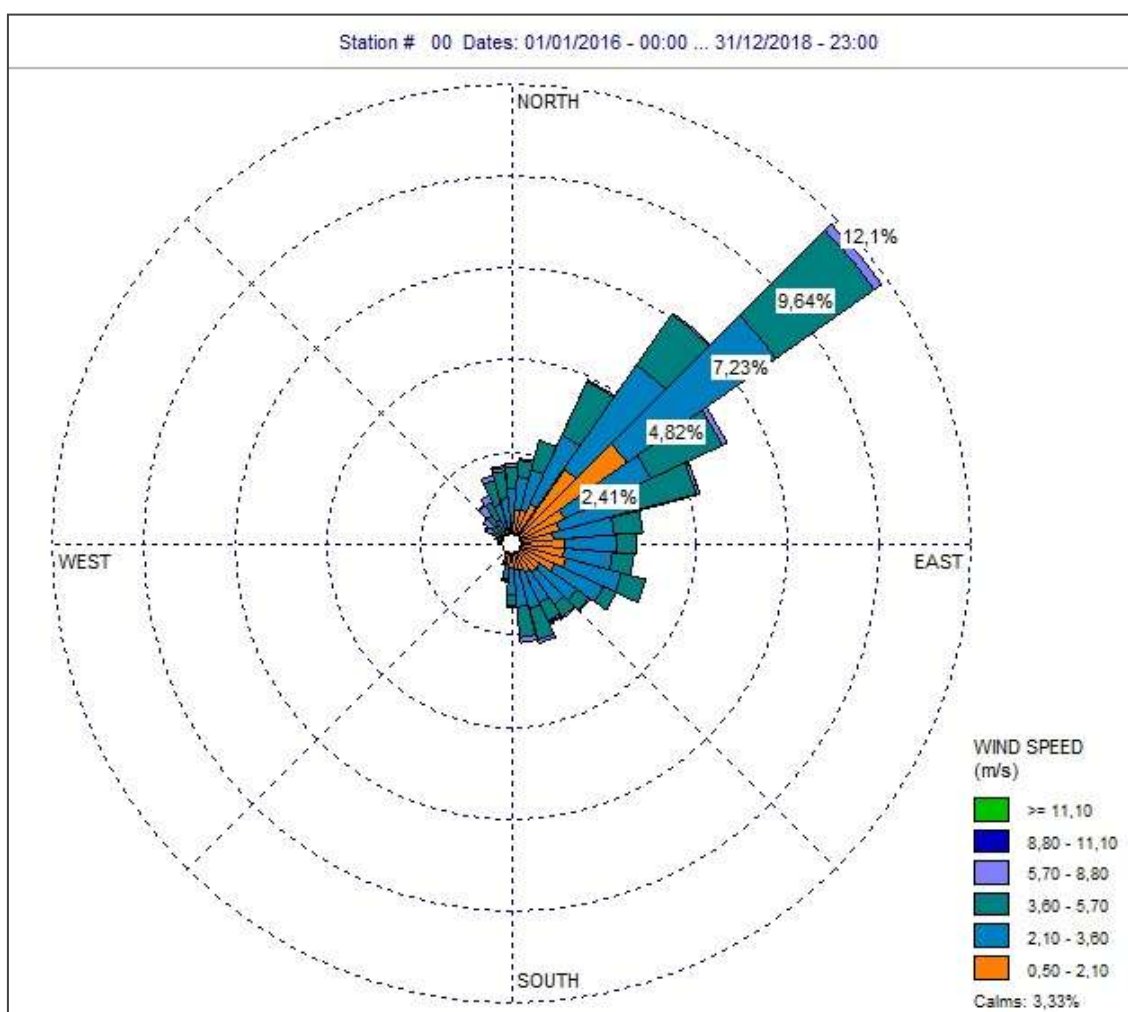 Station # 00 Dates: 01/01/2016 - 00:00 ... 31/12/2018 - 23:00
NORTH
12,1%
9,64%
7,23%
4,82%
2,41%
WEST
EAST
SOUTH
WIND SPEED
(m/s)
>= 11,10
8,80 - 11,10
5,70 - 8,80
3,60 - 5,70
2,10 - 3,60
0,50 - 2,10
Calms: 3,33%